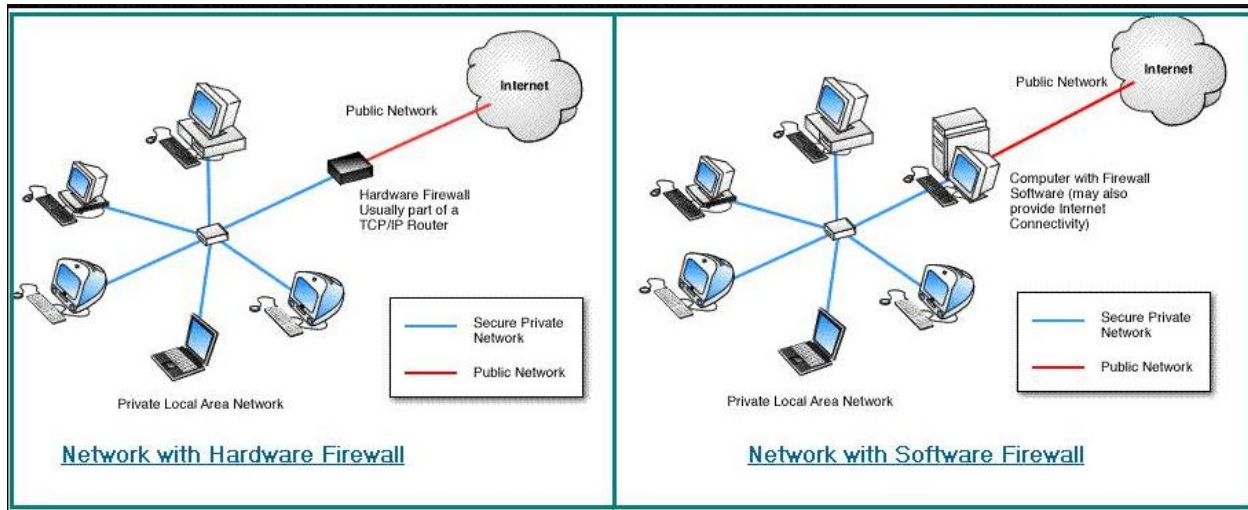 Internet
Public Network
Hardware Firewall
Usually part of a
TCP/IP Router
Secure Private
Network
Public Network
Private Local Area Network
Network with Hardware Firewall
Internet
Public Network
Computer with Firewall
Software (may also
provide Internet
Connectivity)
Secure Private
Network
Public Network
Private Local Area Network
Network with Software Firewall